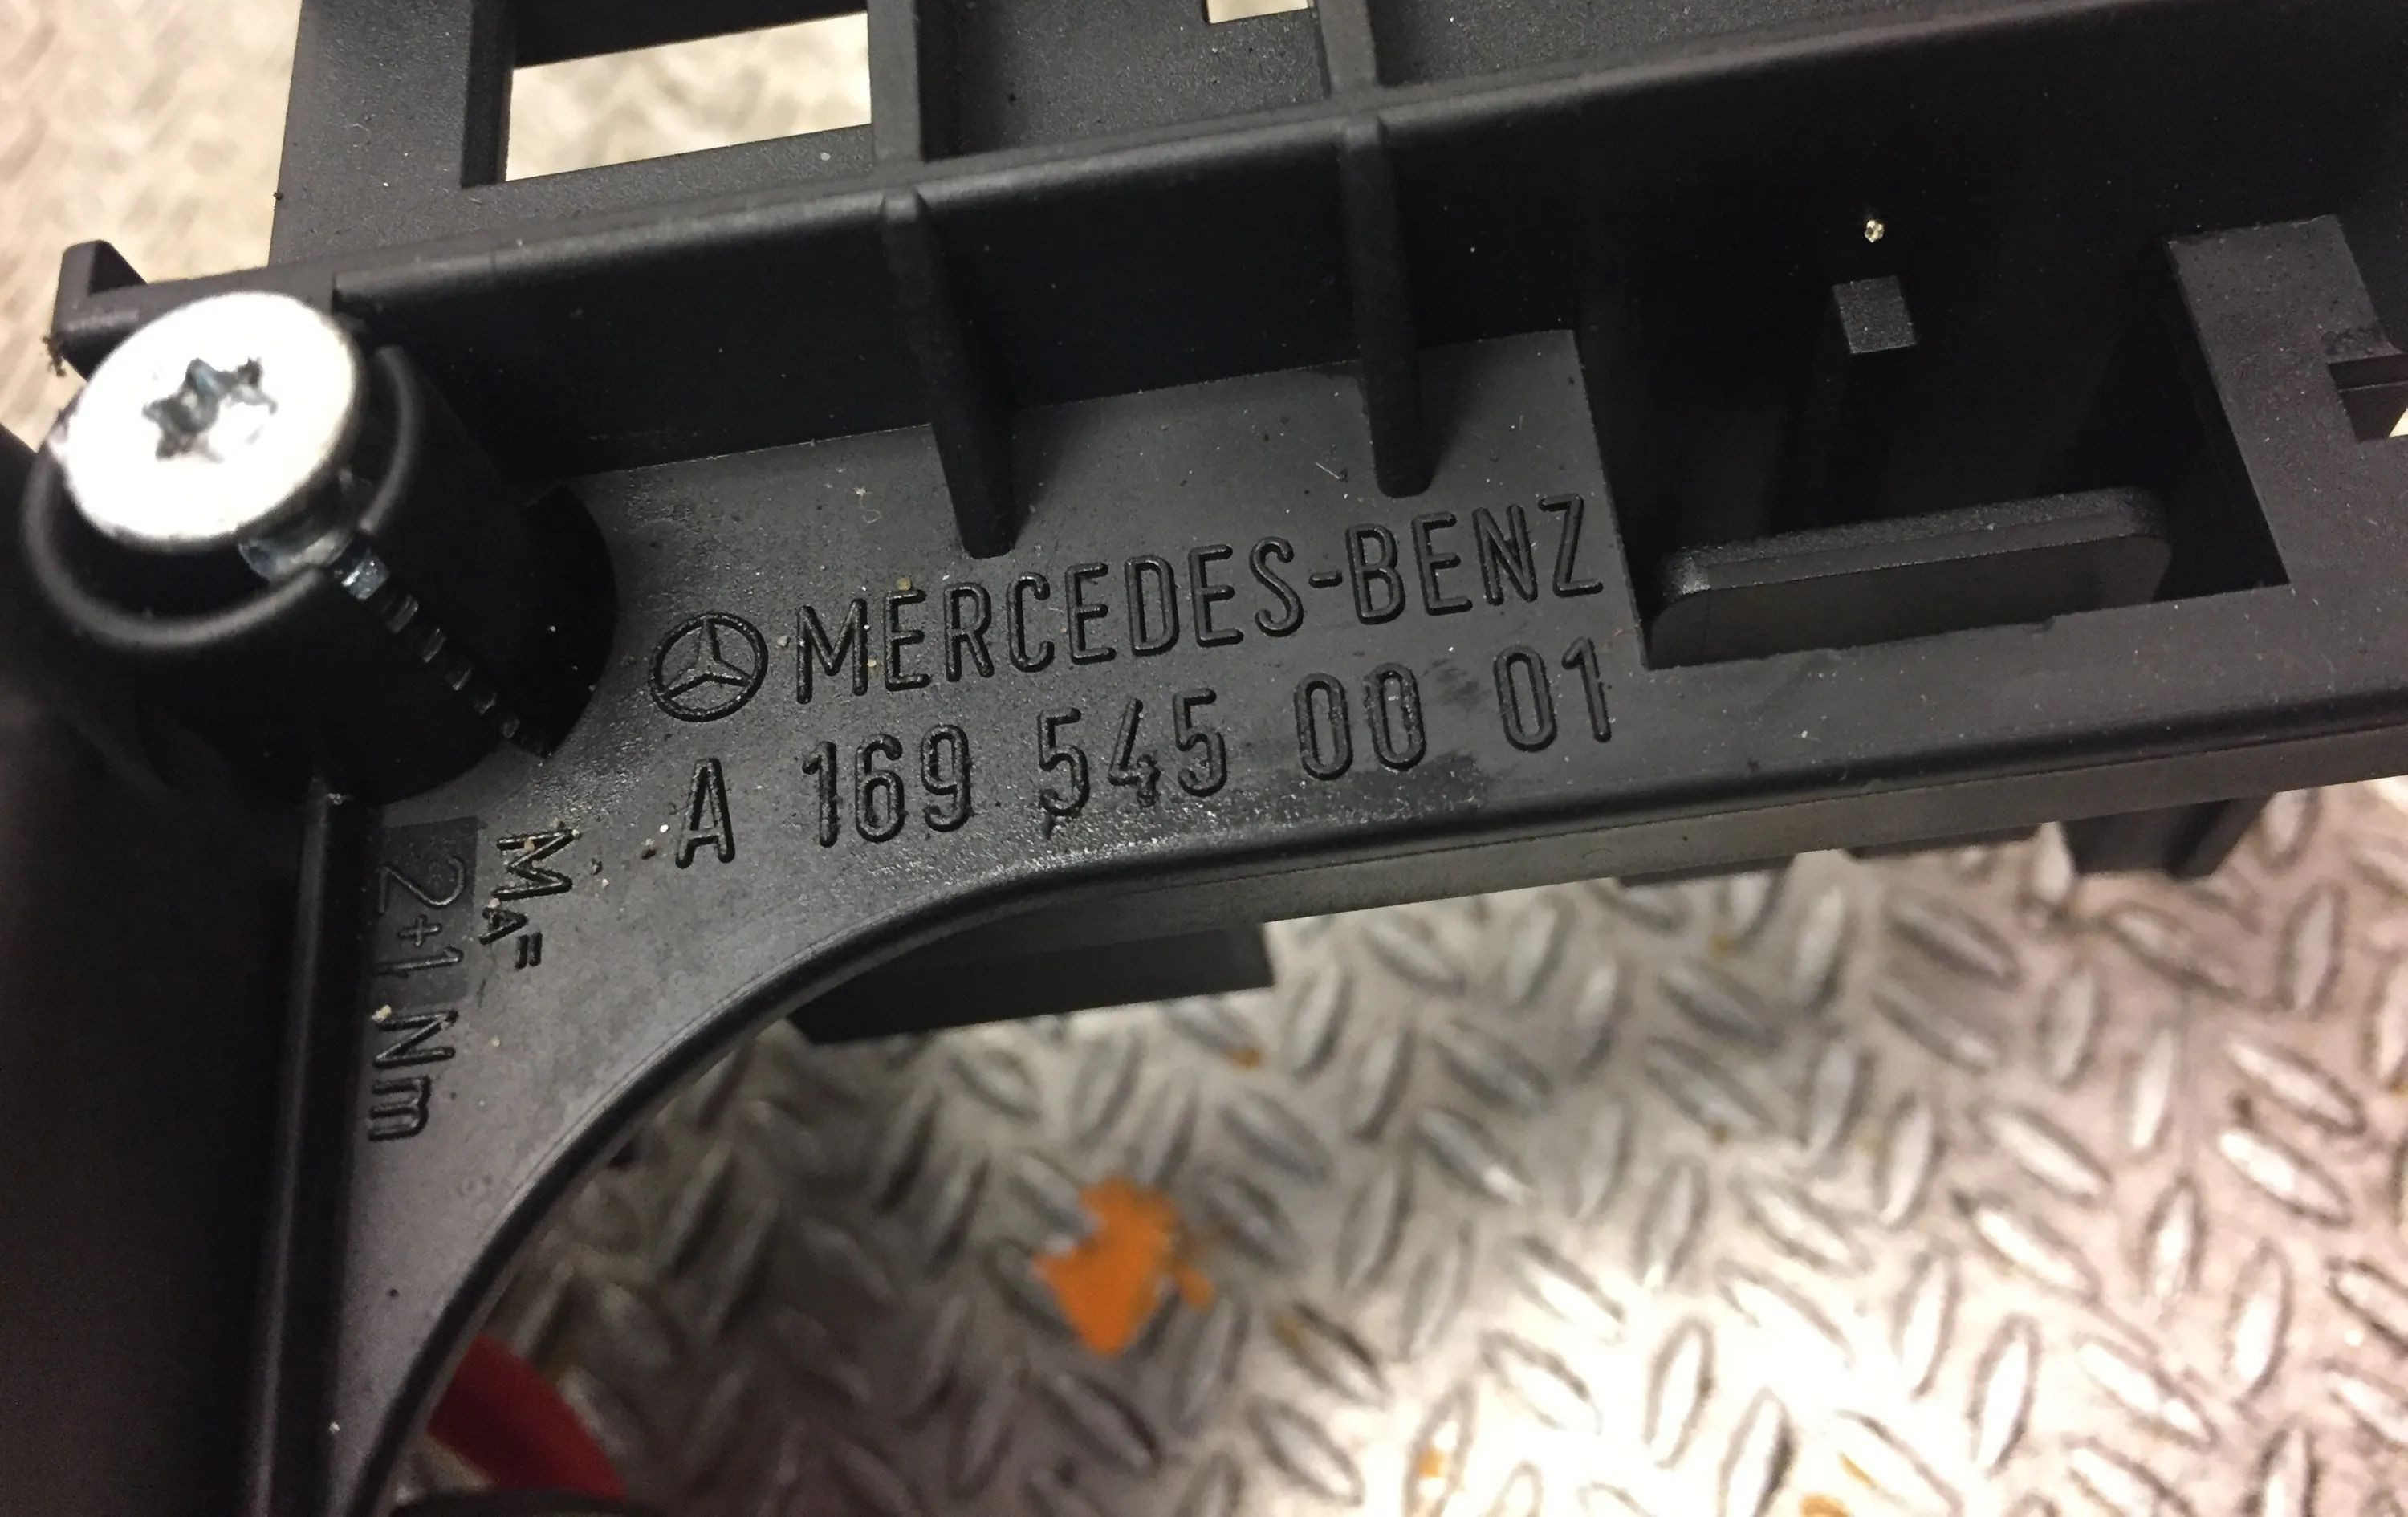 MERCEDES-BENZ
A 169 545 00 01
MA=
2+1 Nm